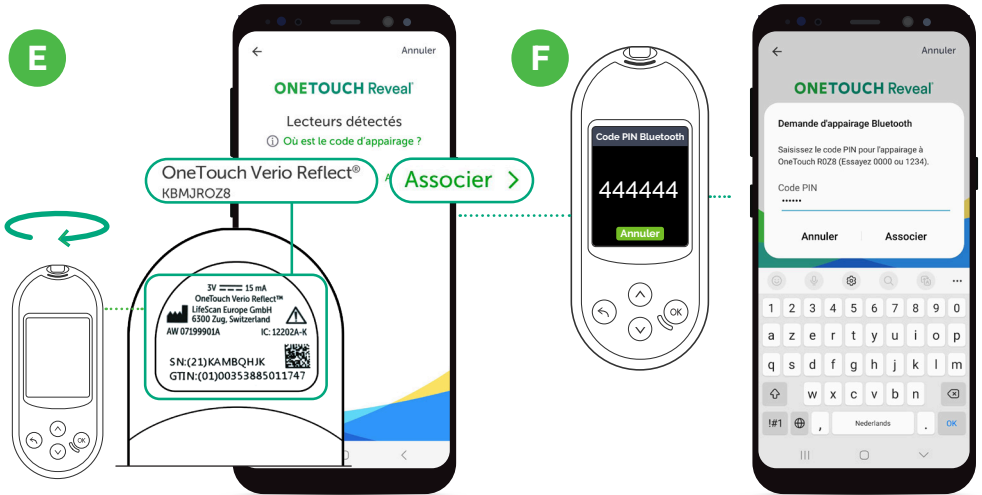 E
Annuler
ONETOUCH Reveal®
Lecteurs détectés
Où est le code d'appairage ?
OneTouch Verio Reflect®
KBMJROZ8
A
Associer >
3V 15 mA
OneTouch Verio Reflect™
LifeScan Europe GmbH
6300 Zug, Switzerland
AW 07199901A IC: 12202A-K
SN:(21)KAMBQHJK
GTIN:(01)00353885011747
OK
F
Code PIN Bluetooth
444444
Annuler
OK
Annuler
ONETOUCH Reveal®
Demande d'appairage Bluetooth
Saisissez le code PIN pour l'appairage à
OneTouch R0Z8 (Essayez 0000 ou 1234).
Code PIN
••••••
Annuler Associer
1 2 3 4 5 6 7 8 9 0
a z e r t y u i o p
q s d f g h j k l m
w x c v b n
!#1 , Nederlands . OK